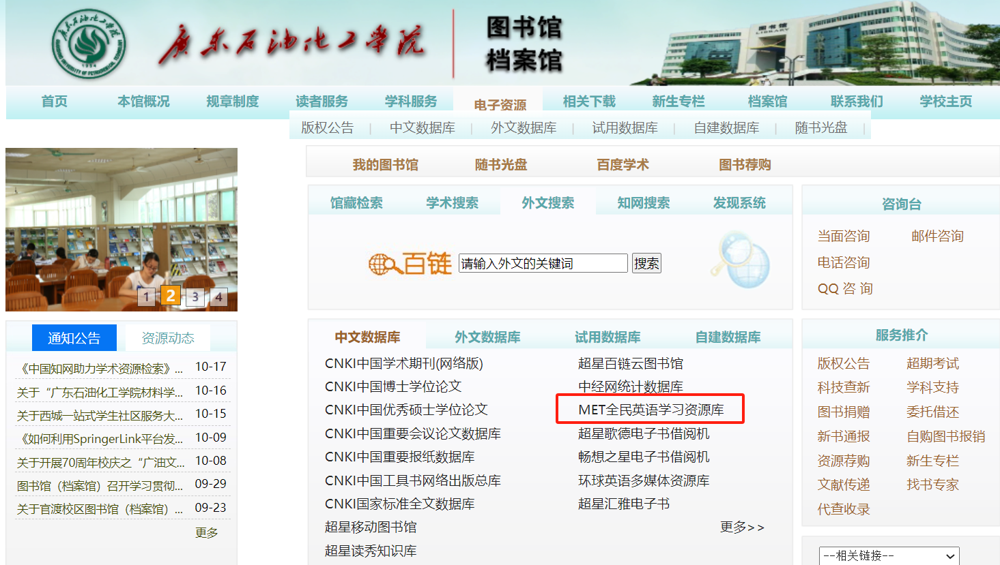 广东石油化工学院
图书馆
档案馆
图书馆
LIBRARY
1954
首页 本馆概况 规章制度 读者服务 学科服务 电子资源 相关下载 新生专栏 档案馆 联系我们 学校主页
版权公告 | 中文数据库 | 外文数据库 | 试用数据库 | 自建数据库 | 随书光盘 |
我的图书馆 随书光盘 百度学术 图书荐购
1 2 3 4
馆藏检索 学术搜索 外文搜索 知网搜索 发现系统
百链 请输入外文的关键词 搜索
咨询台
当面咨询 邮件咨询
电话咨询
QQ 咨 询
通知公告 资源动态
《中国知网助力学术资源检索》... 10-17
关于“广东石油化工学院材料学... 10-16
关于西城一站式学生社区服务大... 10-15
《如何利用SpringerLink平台发... 10-09
关于开展70周年校庆之“广油文... 10-08
图书馆（档案馆）召开学习贯彻... 09-29
关于官渡校区图书馆（档案馆）... 09-23
更多
中文数据库 外文数据库 试用数据库 自建数据库
CNKI中国学术期刊(网络版) 超星百链云图书馆
CNKI中国博士学位论文 中经网统计数据库
CNKI中国优秀硕士学位论文 MET全民英语学习资源库
CNKI中国重要会议论文数据库 超星歌德电子书借阅机
CNKI中国重要报纸数据库 畅想之星电子书借阅机
CNKI中国工具书网络出版总库 环球英语多媒体资源库
CNKI国家标准全文数据库 超星汇雅电子书
超星移动图书馆 更多>>
超星读秀知识库
服务推介
版权公告 超期考试
科技查新 学科支持
图书捐赠 委托借还
新书通报 自购图书报销
资源荐购 新生专栏
文献传递 找书专家
代查收录
--相关链接--